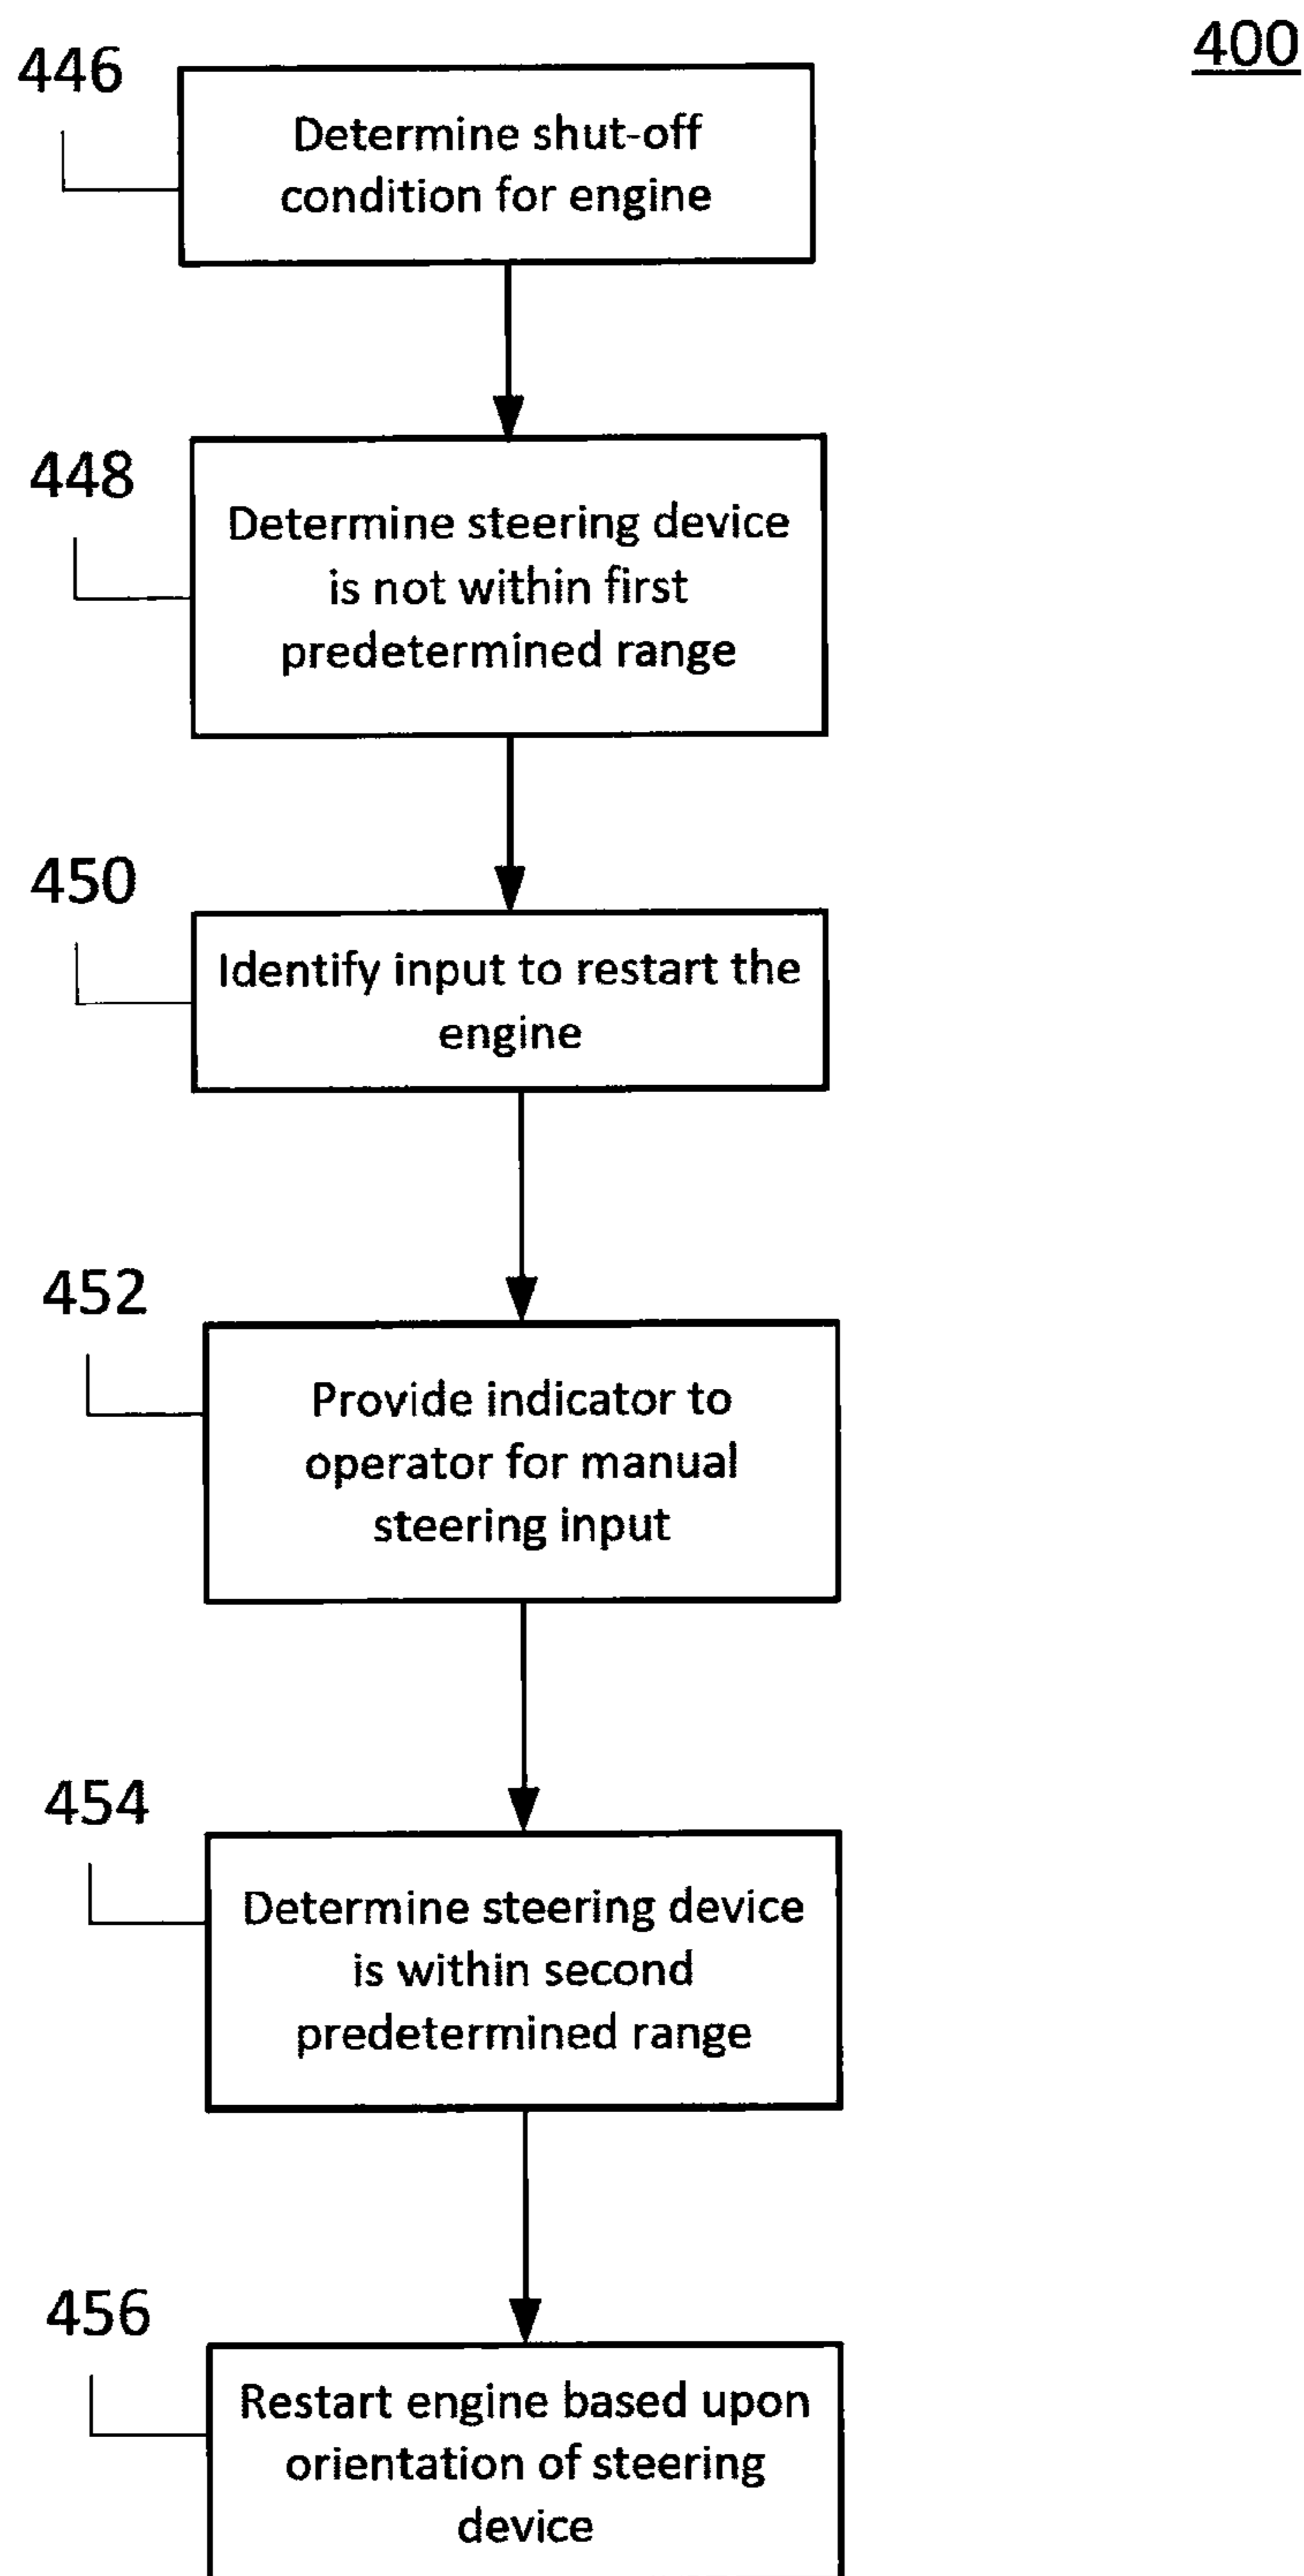 400
446
Determine shut-off
condition for engine
448
Determine steering device
is not within first
predetermined range
450
Identify input to restart the
engine
452
Provide indicator to
operator for manual
steering input
454
Determine steering device
is within second
predetermined range
456
Restart engine based upon
orientation of steering
device